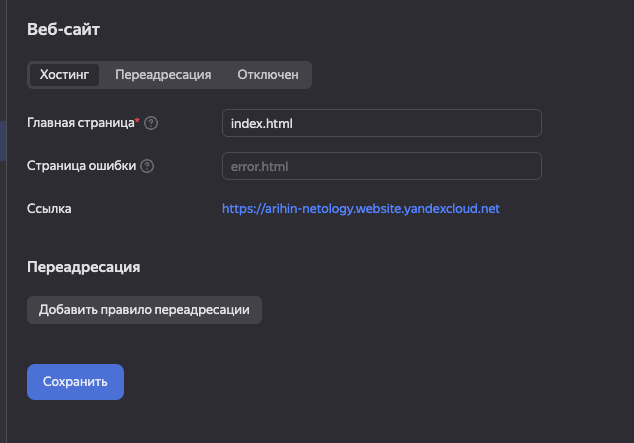 Веб-сайт
Хостинг Переадресация Отключен
Главная страница* ? index.html
Страница ошибки ? error.html
Ссылка https://arihin-netology.website.yandexcloud.net
Переадресация
Добавить правило переадресации
Сохранить